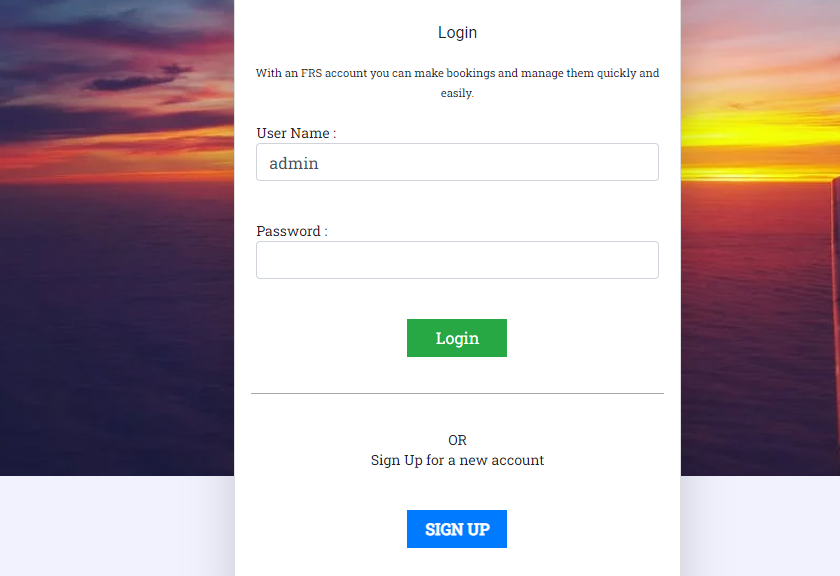 Login
With an FRS account you can make bookings and manage them quickly and
easily.
User Name :
admin
Password :
Login
OR
Sign Up for a new account
SIGN UP